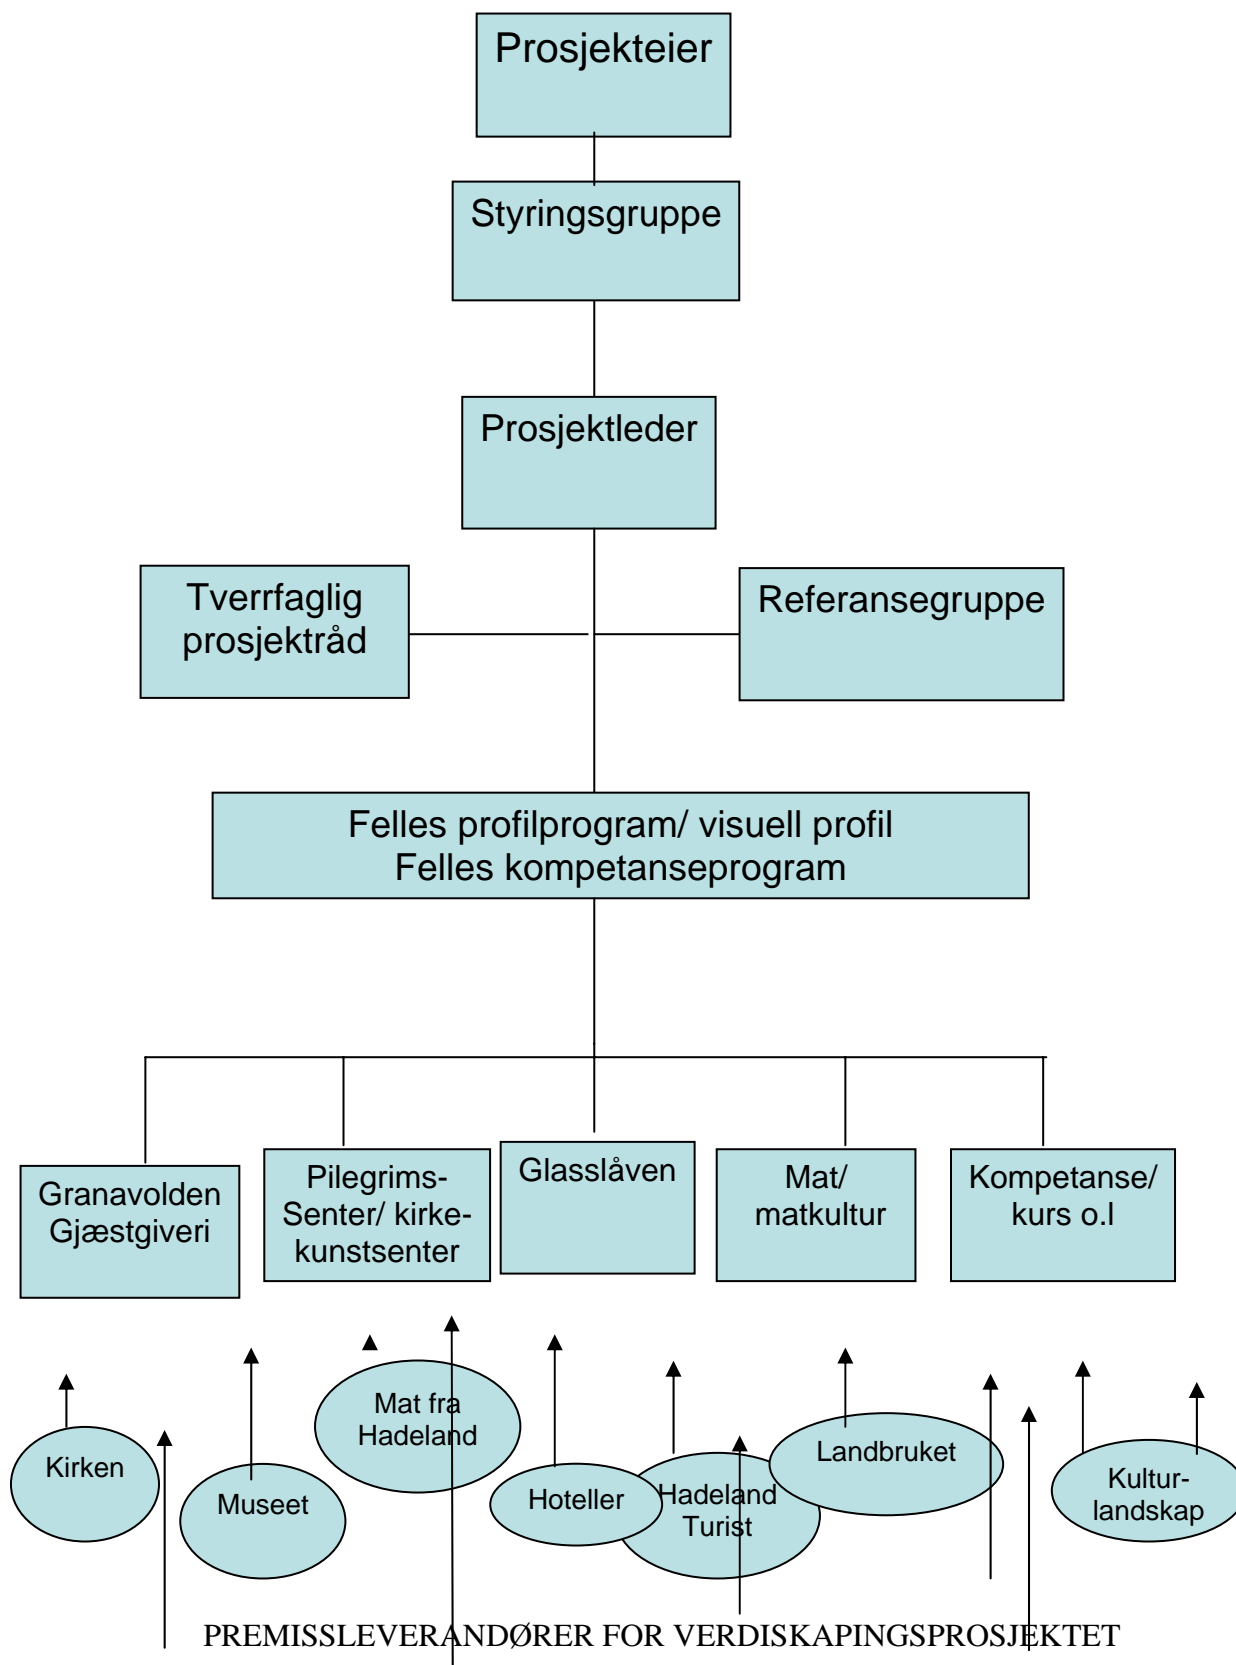 Prosjekteier
Styringsgruppe
Prosjektleder
Tverrfaglig
prosjektråd
Referansegruppe
Felles profilprogram/ visuell profil
Felles kompetanseprogram
Granavolden
Gjæstgiveri
Pilegrims-
Senter/ kirke-
kunstsenter
Glasslåven
Mat/
matkultur
Kompetanse/
kurs o.l
Kirken
Museet
Mat fra
Hadeland
Hoteller
Hadeland
Turist
Landbruket
Kultur-
landskap
PREMISSLEVERANDØRER FOR VERDISKAPINGSPROSJEKTET